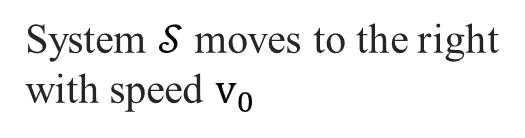 System 𝒮 moves to the right
with speed v₀